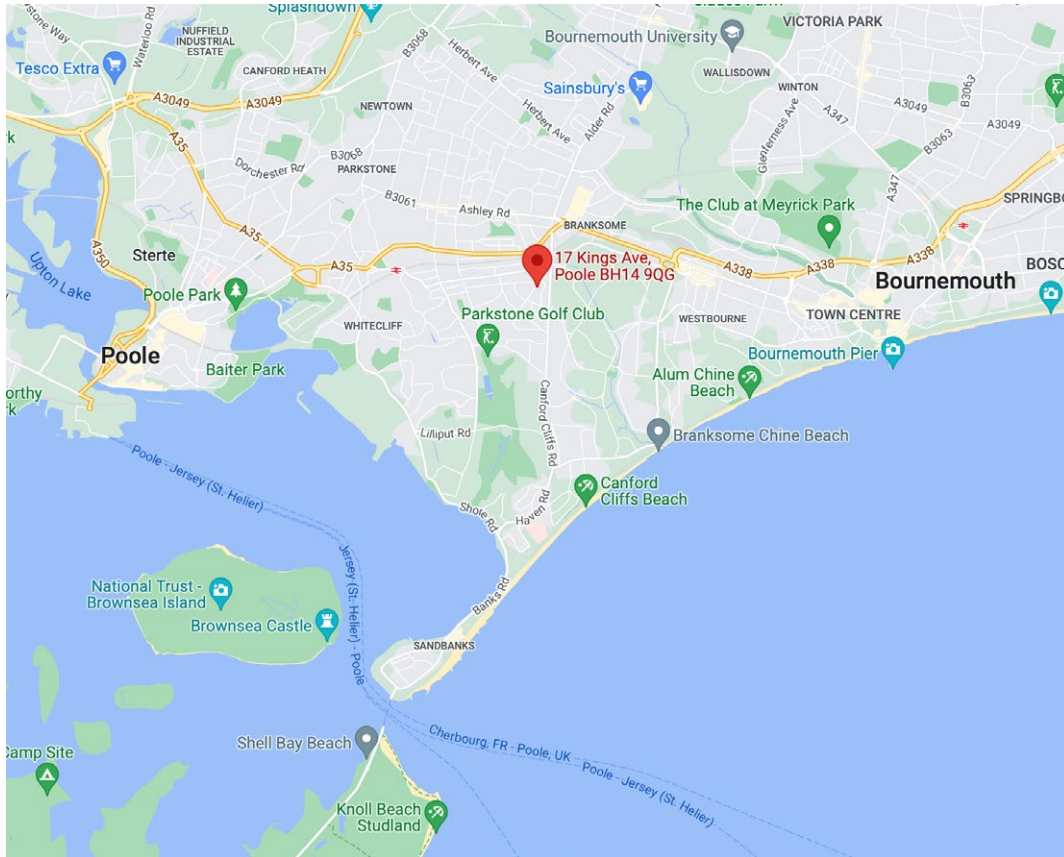 Splashdown
VICTORIA PARK
NUFFIELD
INDUSTRIAL
ESTATE
Waterloo Rd
B3068
Herbert Ave
Bournemouth University
Tesco Extra
CANFORD HEATH
WALLISDOWN
Sainsbury's
WINTON
B3063
A3049
A3049
A3049
NEWTOWN
Herbert Ave
Alder Rd
Glenferness Ave
A347
A3049
B3063
A35
Dorchester Rd
B3068
PARKSTONE
A347
B3061
Ashley Rd
BRANKSOME
The Club at Meyrick Park
A350
Sterte
A35
A35
17 Kings Ave,
Poole BH14 9QG
A338
A338
A338
Upton Lake
Poole Park
Bournemouth
WHITECLIFF
Parkstone Golf Club
WESTBOURNE
TOWN CENTRE
Poole
Baiter Park
Bournemouth Pier
Alum Chine
Beach
Canford Cliffs Rd
Lilliput Rd
Branksome Chine Beach
Poole - Jersey (St. Helier)
Canford
Cliffs Beach
Shore Rd
Haven Rd
Jersey (St. Helier) - Poole
National Trust -
Brownsea Island
Banks Rd
Brownsea Castle
SANDBANKS
Shell Bay Beach
Cherbourg, FR - Poole, UK
Poole - Jersey (St. Helier)
Camp Site
Knoll Beach
Studland